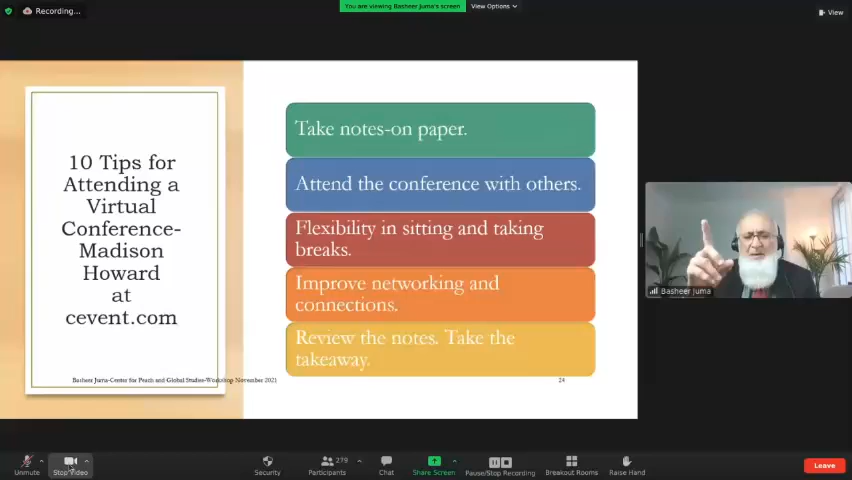 Recording...
You are viewing Basheer Juma's screen
View Options
View
10 Tips for
Attending a
Virtual
Conference-
Madison
Howard
at
cevent.com
Take notes-on paper.
Attend the conference with others.
Flexibility in sitting and taking
breaks.
Improve networking and
connections.
Review the notes. Take the
takeaway.
Basheer Juma-Center for Peach and Global Studies-Workshop-November 2021
24
Basheer Juma
Unmute
Stop Video
Security
279
Participants
Chat
Share Screen
Pause/Stop Recording
Breakout Rooms
Raise Hand
Leave